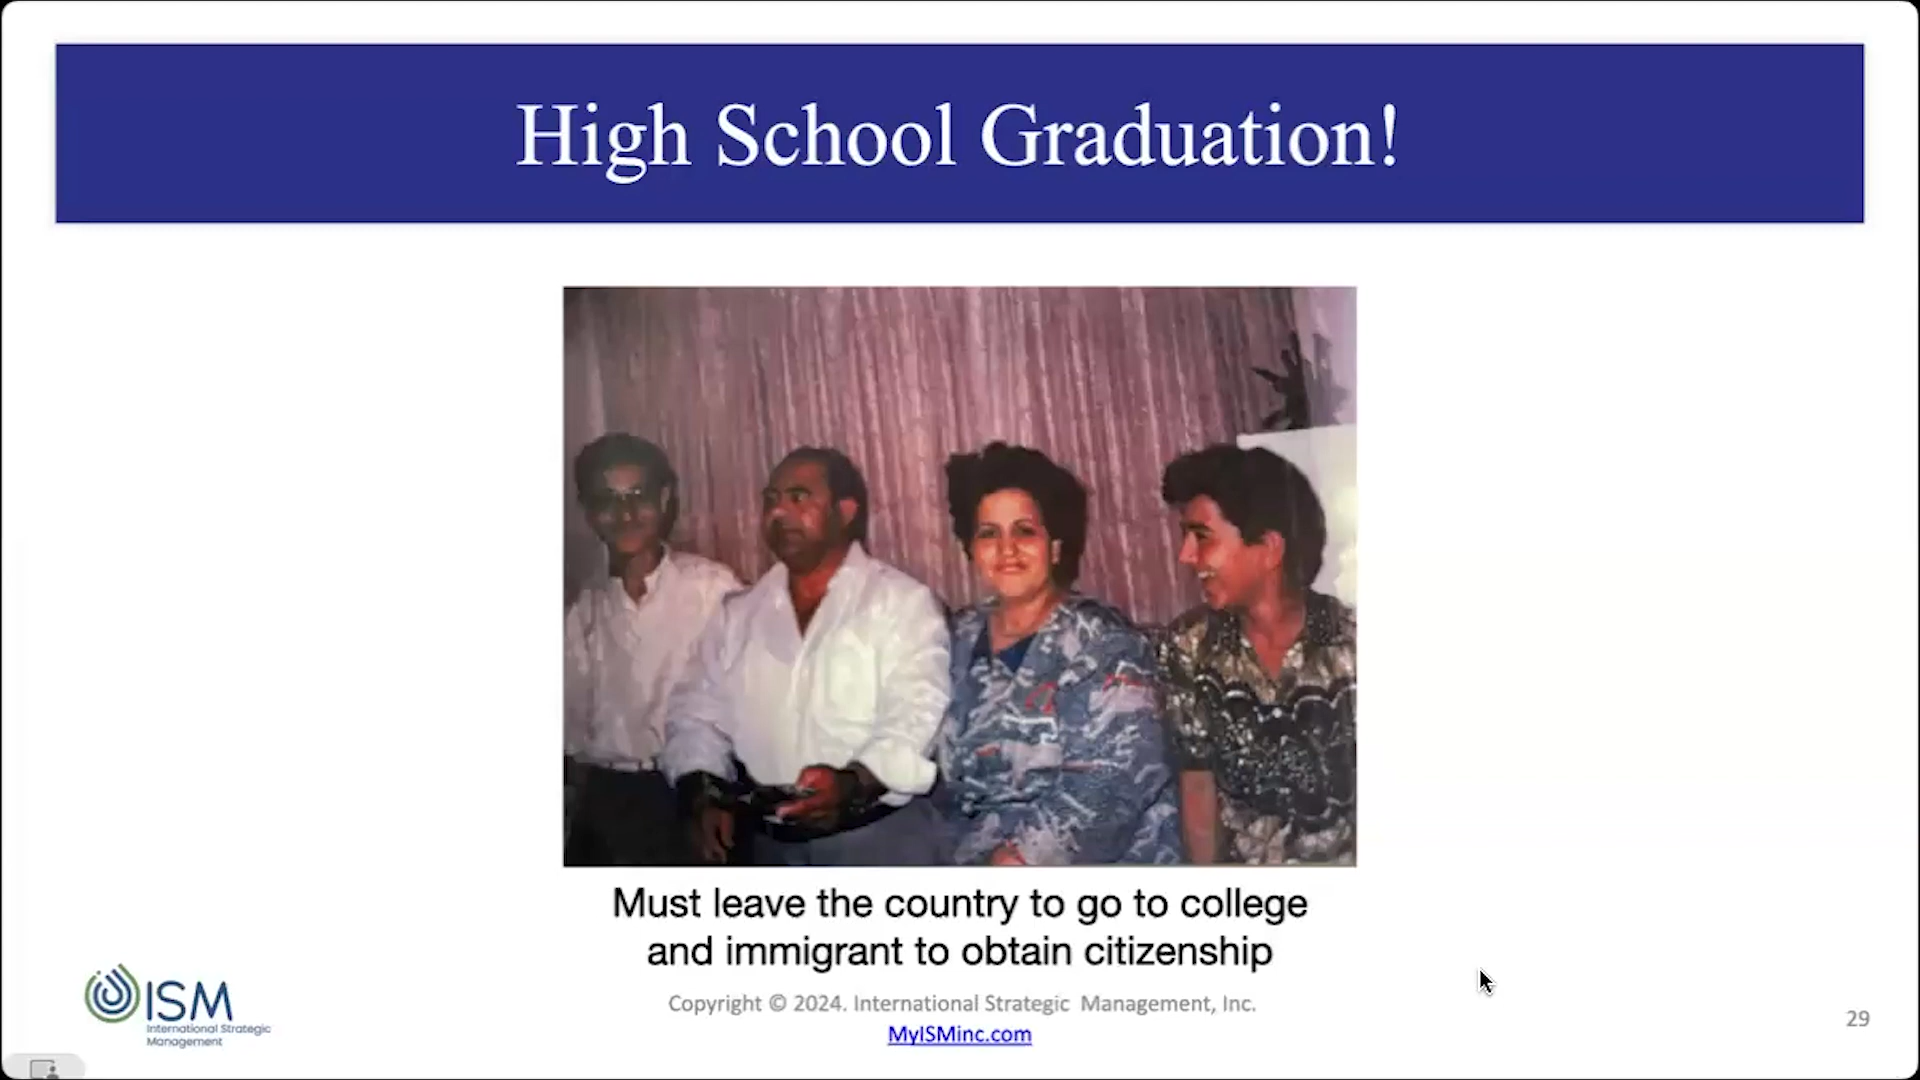 High School Graduation!
Must leave the country to go to college
and immigrant to obtain citizenship
ISM
International Strategic
Management
Copyright © 2024. International Strategic Management, Inc.
MyISMinc.com
29